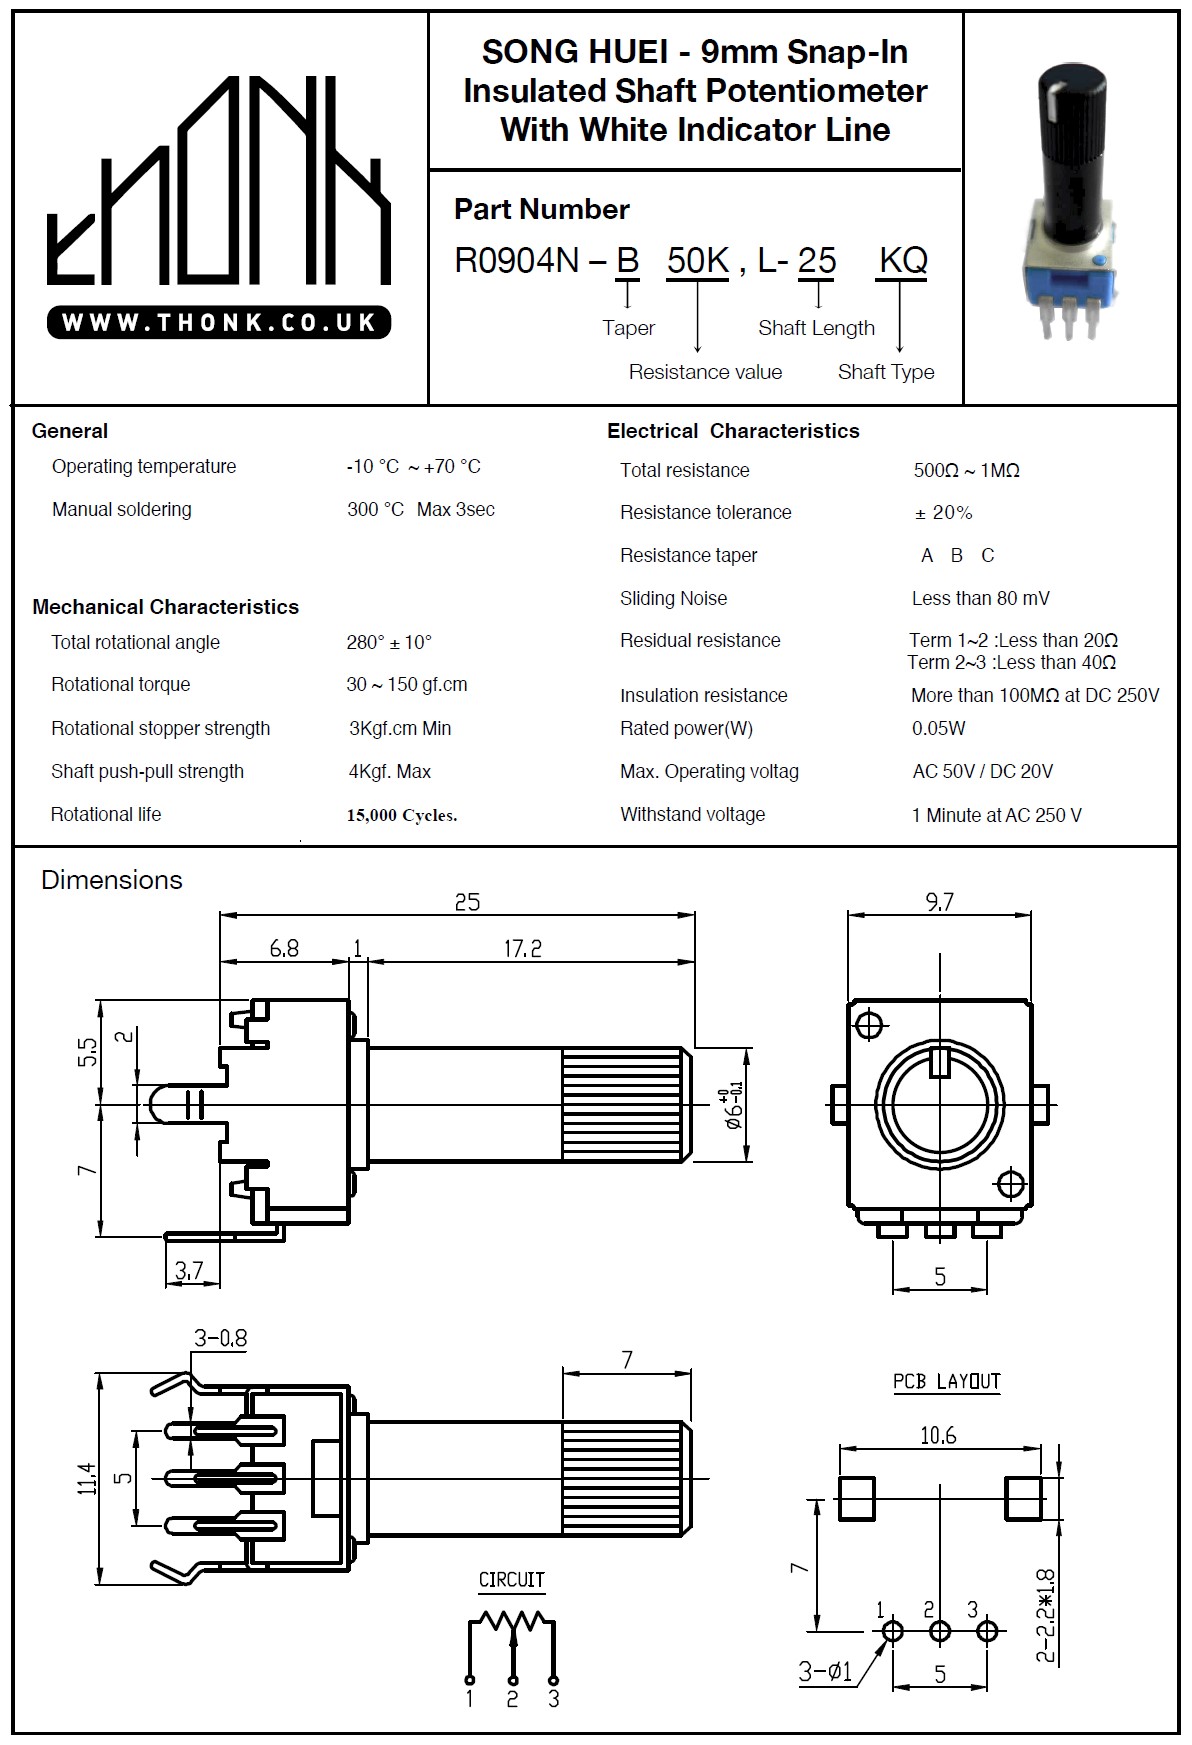 THONK
WWW.THONK.CO.UK
SONG HUEI - 9mm Snap-In
Insulated Shaft Potentiometer
With White Indicator Line
Part Number
R0904N – B 50K , L- 25 KQ
Taper
Shaft Length
Resistance value
Shaft Type
General
Operating temperature -10 °C ~ +70 °C
Manual soldering 300 °C Max 3sec
Mechanical Characteristics
Total rotational angle 280° ± 10°
Rotational torque 30 ~ 150 gf.cm
Rotational stopper strength 3Kgf.cm Min
Shaft push-pull strength 4Kgf. Max
Rotational life 15,000 Cycles.
Electrical Characteristics
Total resistance 500Ω ~ 1MΩ
Resistance tolerance ± 20%
Resistance taper A B C
Sliding Noise Less than 80 mV
Residual resistance Term 1~2 :Less than 20Ω
Term 2~3 :Less than 40Ω
Insulation resistance More than 100MΩ at DC 250V
Rated power(W) 0.05W
Max. Operating voltag AC 50V / DC 20V
Withstand voltage 1 Minute at AC 250 V
Dimensions
25
6.8 1 17.2
5.5
2
7
3.7
ø6 +0 -0.1
9.7
5
3-0.8
7
11.4
5
CIRCUIT
1 2 3
PCB LAYOUT
10.6
7
1 2 3
3-ø1
5
2-2.2*1.8